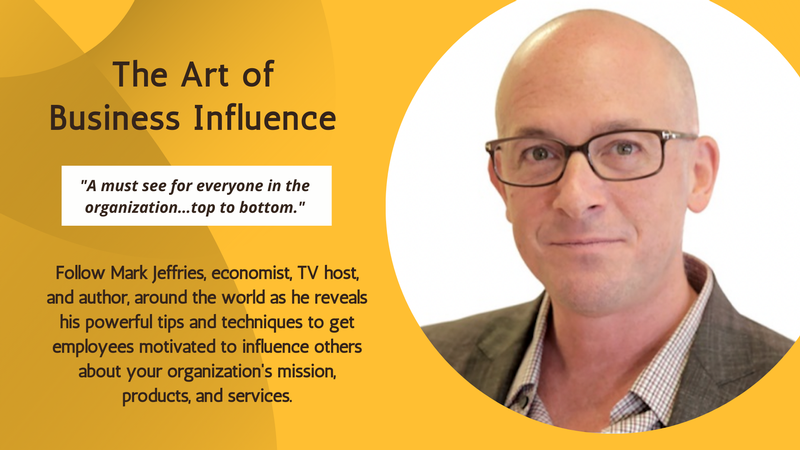 The Art of
Business Influence
"A must see for everyone in the
organization...top to bottom."
Follow Mark Jeffries, economist, TV host,
and author, around the world as he reveals
his powerful tips and techniques to get
employees motivated to influence others
about your organization's mission,
products, and services.